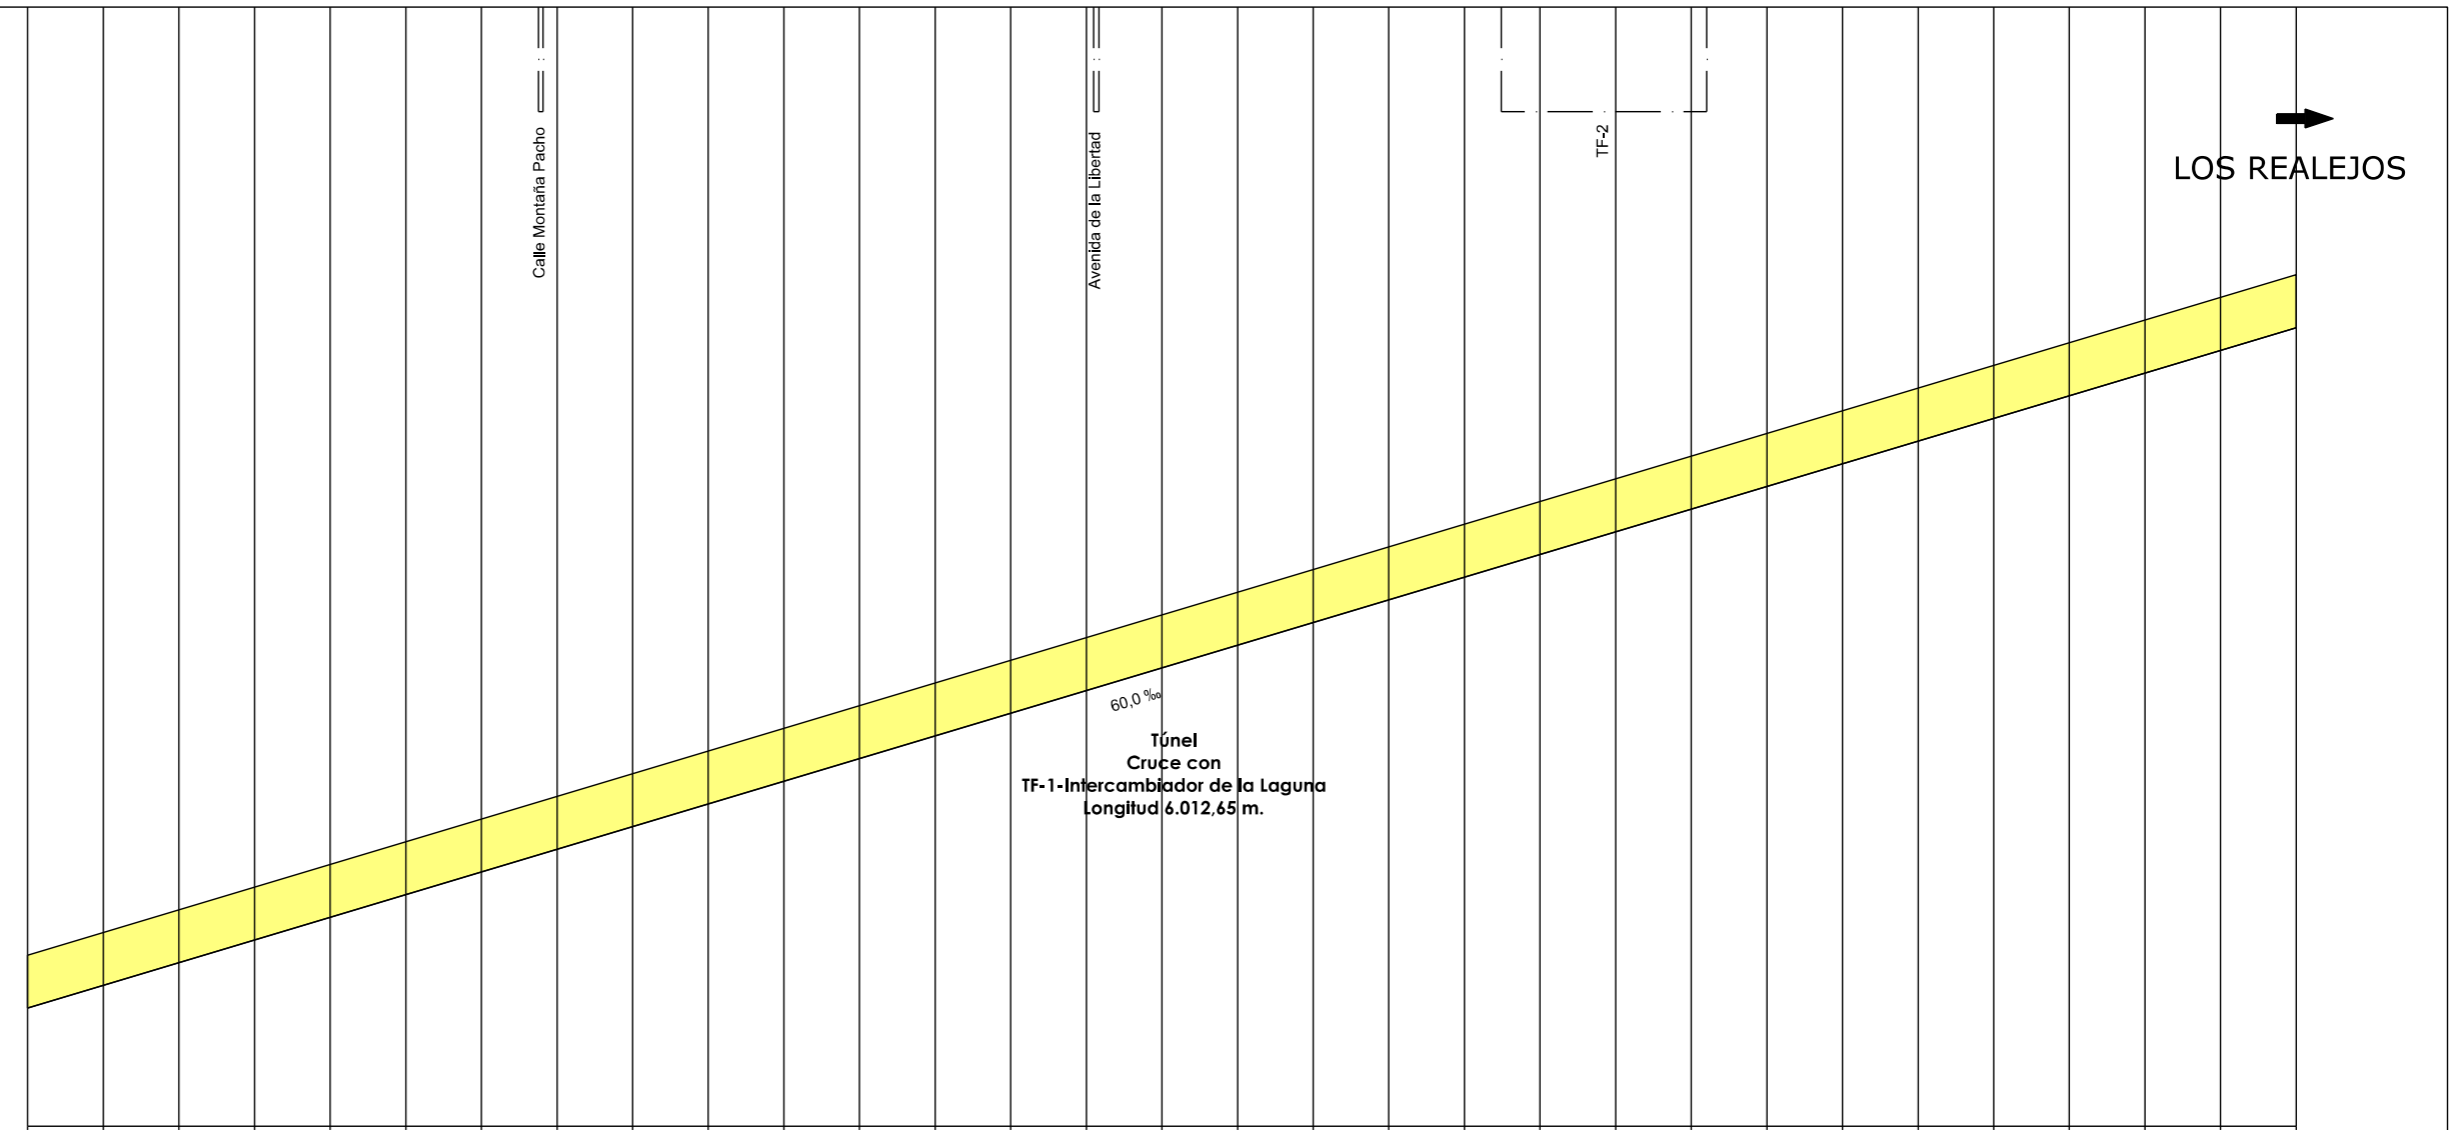 Calle Montaña Pacho
Avenida de la Libertad
TF-2
LOS REALEJOS
60,0 ‰
Túnel
Cruce con
TF-1-Intercambiador de la Laguna
Longitud 6.012,65 m.